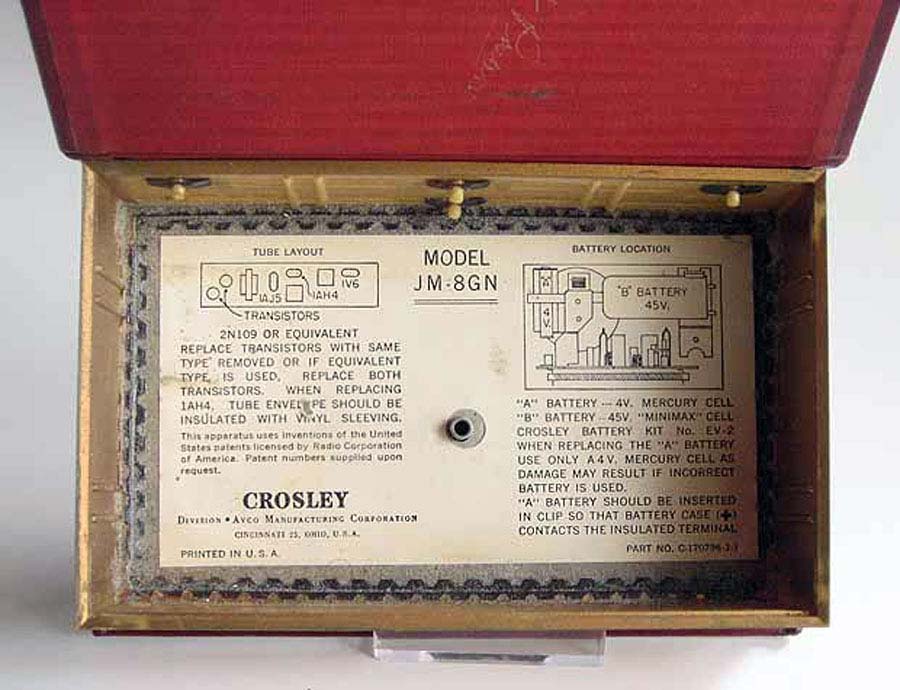 TUBE LAYOUT
IAJ5
IAH4
IV6
TRANSISTORS
2N109 OR EQUIVALENT
REPLACE TRANSISTORS WITH SAME
TYPE REMOVED OR IF EQUIVALENT
TYPE IS USED, REPLACE BOTH
TRANSISTORS. WHEN REPLACING
1AH4, TUBE ENVELOPE SHOULD BE
INSULATED WITH VINYL SLEEVING.
This apparatus uses inventions of the United
States patents licensed by Radio Corporation
of America. Patent numbers supplied upon
request.
CROSLEY
DIVISION • AVCO MANUFACTURING CORPORATION
CINCINNATI 25, OHIO, U.S.A.
PRINTED IN U.S.A.
MODEL
JM-8GN
BATTERY LOCATION
"B" BATTERY
45V.
4
V.
"A" BATTERY — 4V. MERCURY CELL
"B" BATTERY - 45V. "MINIMAX" CELL
CROSLEY BATTERY KIT No. EV-2
WHEN REPLACING THE "A" BATTERY
USE ONLY A 4 V. MERCURY CELL AS
DAMAGE MAY RESULT IF INCORRECT
BATTERY IS USED.
"A" BATTERY SHOULD BE INSERTED
IN CLIP SO THAT BATTERY CASE (+)
CONTACTS THE INSULATED TERMINAL
PART NO.